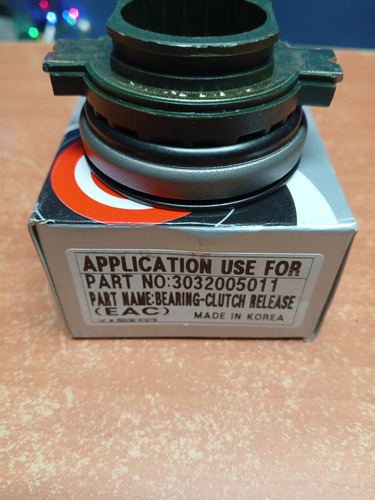 APPLICATION USE FOR
PART NO:3032005011
PART NAME:BEARING-CLUTCH RELEASE
(EAC) MADE IN KOREA